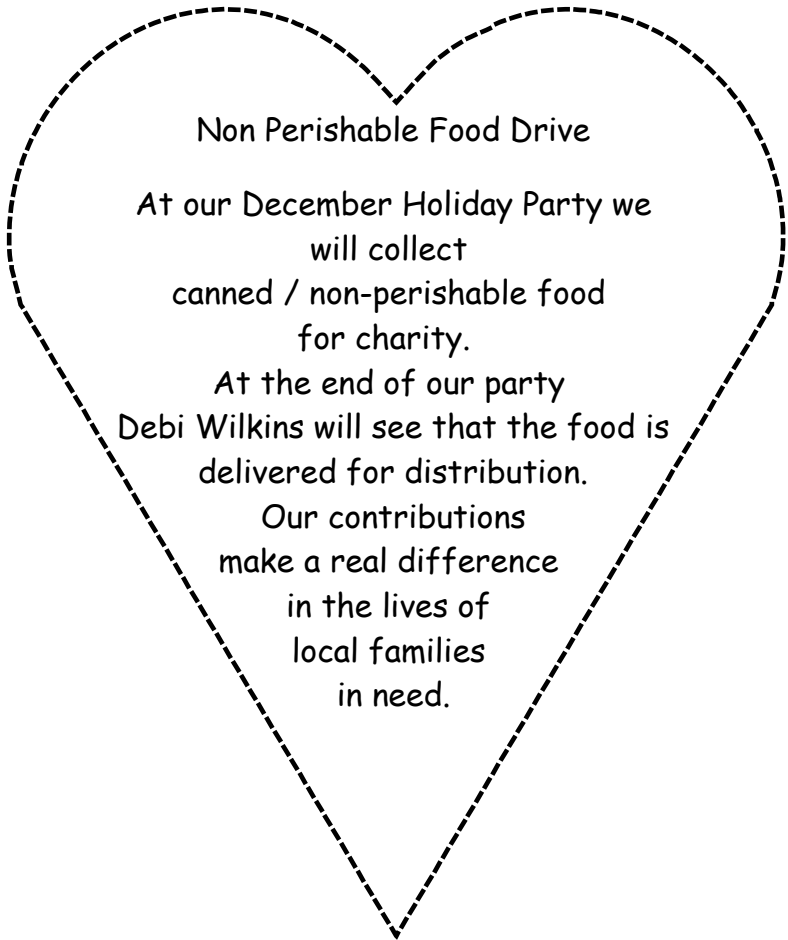 Non Perishable Food Drive
At our December Holiday Party we
will collect
canned / non-perishable food
for charity.
At the end of our party
Debi Wilkins will see that the food is
delivered for distribution.
Our contributions
make a real difference
in the lives of
local families
in need.